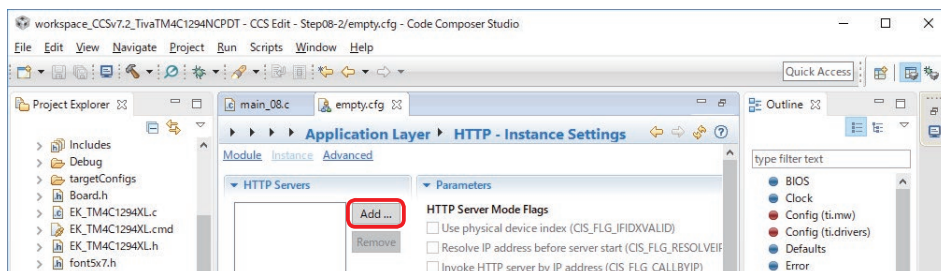 workspace_CCSv7.2_TivaTM4C1294NCPDT - CCS Edit - Step08-2/empty.cfg - Code Composer Studio
File Edit View Navigate Project Run Scripts Window Help
Quick Access
Project Explorer
main_08.c empty.cfg
Outline
Application Layer HTTP - Instance Settings
Module Instance Advanced
type filter text
Includes
Debug
targetConfigs
Board.h
EK_TM4C1294XL.c
EK_TM4C1294XL.cmd
EK_TM4C1294XL.h
font5x7.h
HTTP Servers
Add ...
Remove
Parameters
HTTP Server Mode Flags
Use physical device index (CIS_FLG_IFIDXVALID)
Resolve IP address before server start (CIS_FLG_RESOLVEIP
Invoke HTTP server by IP address (CIS_FLG_CALLBYIP)
BIOS
Clock
Config (ti.mw)
Config (ti.drivers)
Defaults
Error